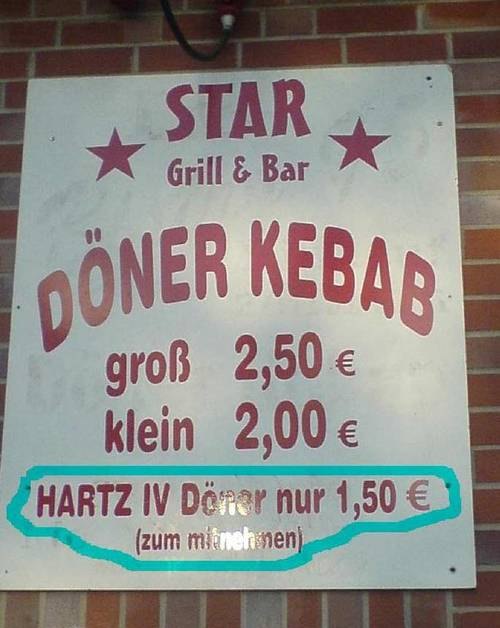 STAR
Grill & Bar
DÖNER KEBAB
groß 2,50 €
klein 2,00 €
HARTZ IV Döner nur 1,50 €
(zum mitnehmen)